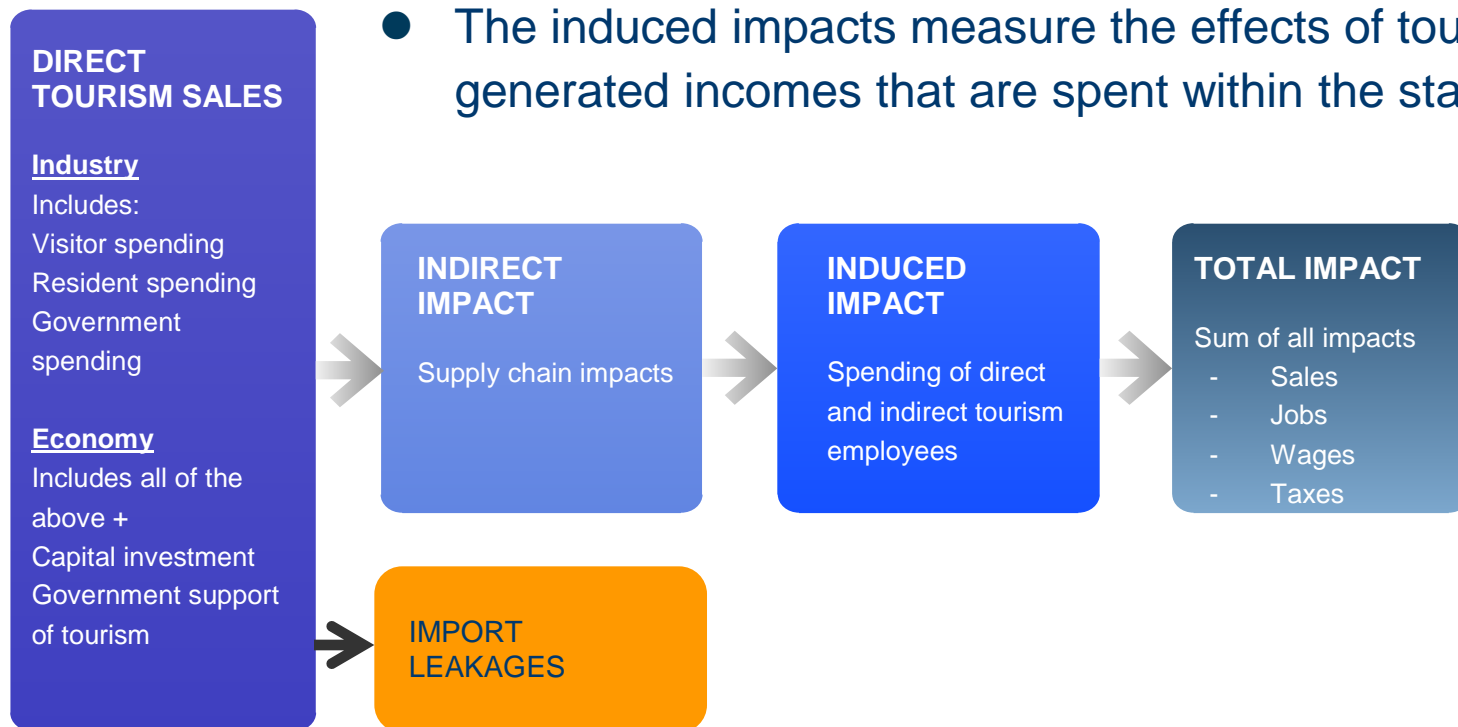 The induced impacts measure the effects of
generated incomes that are spent within the
DIRECT
TOURISM SALES
Industry
Includes:
Visitor spending
Resident spending
Government
spending
Economy
Includes all of the
above +
Capital investment
Government support
of tourism
INDIRECT
IMPACT
Supply chain impacts
INDUCED
IMPACT
Spending of direct
and indirect tourism
employees
TOTAL IMPACT
Sum of all impacts
- Sales
- Jobs
- Wages
- Taxes
IMPORT
LEAKAGES